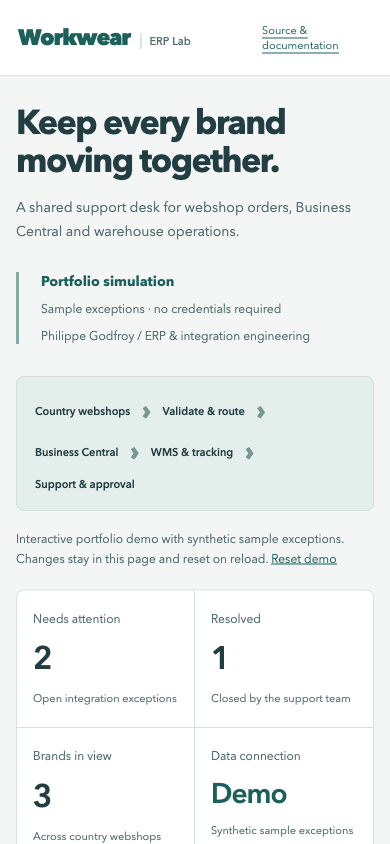 Workwear | ERP Lab
Source &
documentation
Keep every brand
moving together.
A shared support desk for webshop orders, Business
Central and warehouse operations.
Portfolio simulation
Sample exceptions · no credentials required
Philippe Godfroy / ERP & integration engineering
Country webshops ❯ Validate & route ❯
Business Central ❯ WMS & tracking ❯
Support & approval
Interactive portfolio demo with synthetic sample exceptions.
Changes stay in this page and reset on reload. Reset demo
Needs attention
2
Open integration exceptions
Resolved
1
Closed by the support team
Brands in view
3
Across country webshops
Data connection
Demo
Synthetic sample exceptions